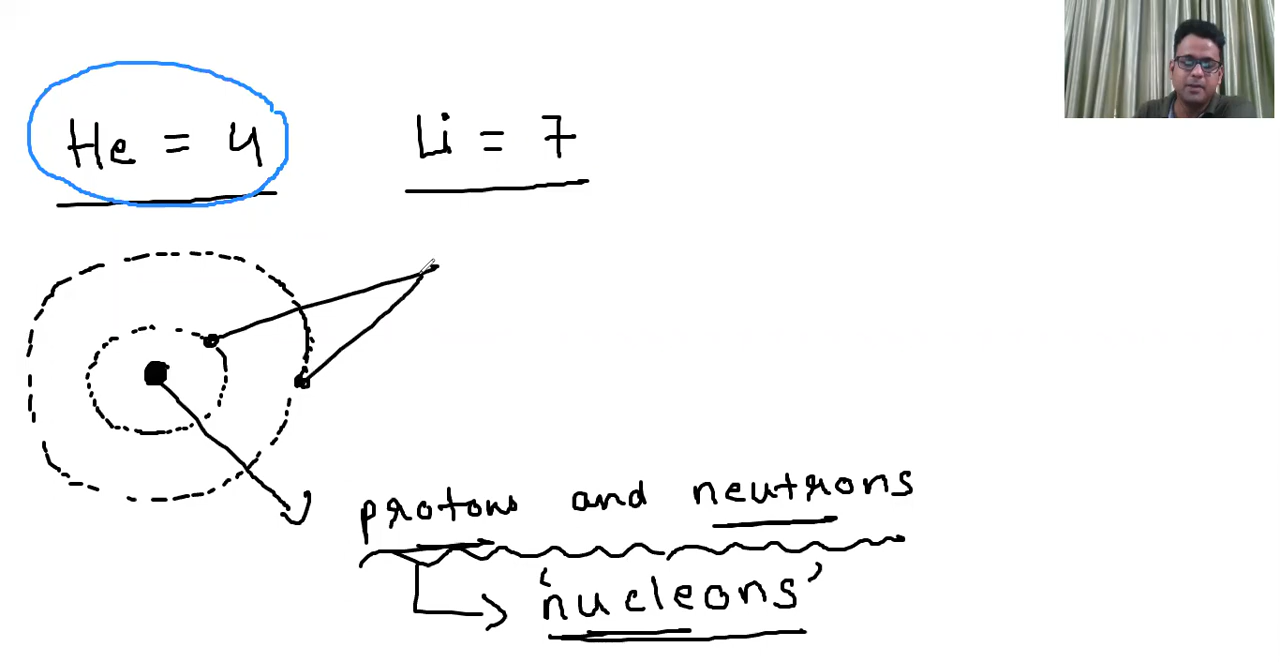 He = 4 Li = 7
protons and neutrons
'nucleons'